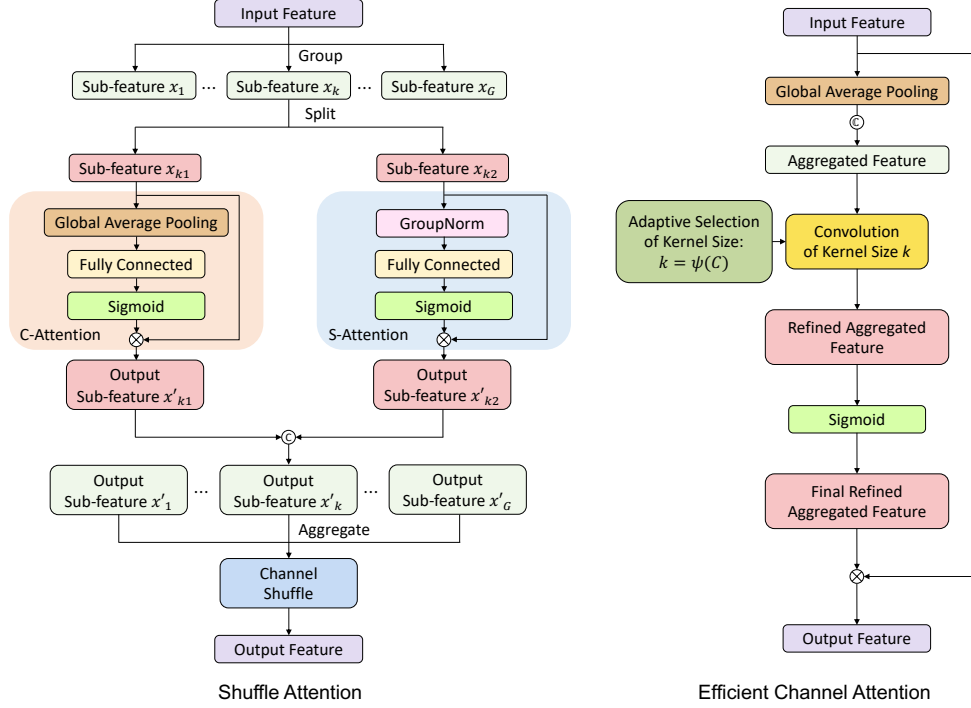 Input Feature
Group
Sub-feature x₁ ... Sub-feature xₖ ... Sub-feature x_G
Split
Sub-feature xₖ₁
Sub-feature xₖ₂
Global Average Pooling
Fully Connected
Sigmoid
C-Attention
GroupNorm
Fully Connected
Sigmoid
S-Attention
Output
Sub-feature x′ₖ₁
Output
Sub-feature x′ₖ₂
C
Output
Sub-feature x′₁
...
Output
Sub-feature x′ₖ
...
Output
Sub-feature x′_G
Aggregate
Channel
Shuffle
Output Feature
Shuffle Attention
Input Feature
Global Average Pooling
ℂ
Aggregated Feature
Adaptive Selection
of Kernel Size:
k = ψ(C)
Convolution
of Kernel Size k
Refined Aggregated
Feature
Sigmoid
Final Refined
Aggregated Feature
Output Feature
Efficient Channel Attention